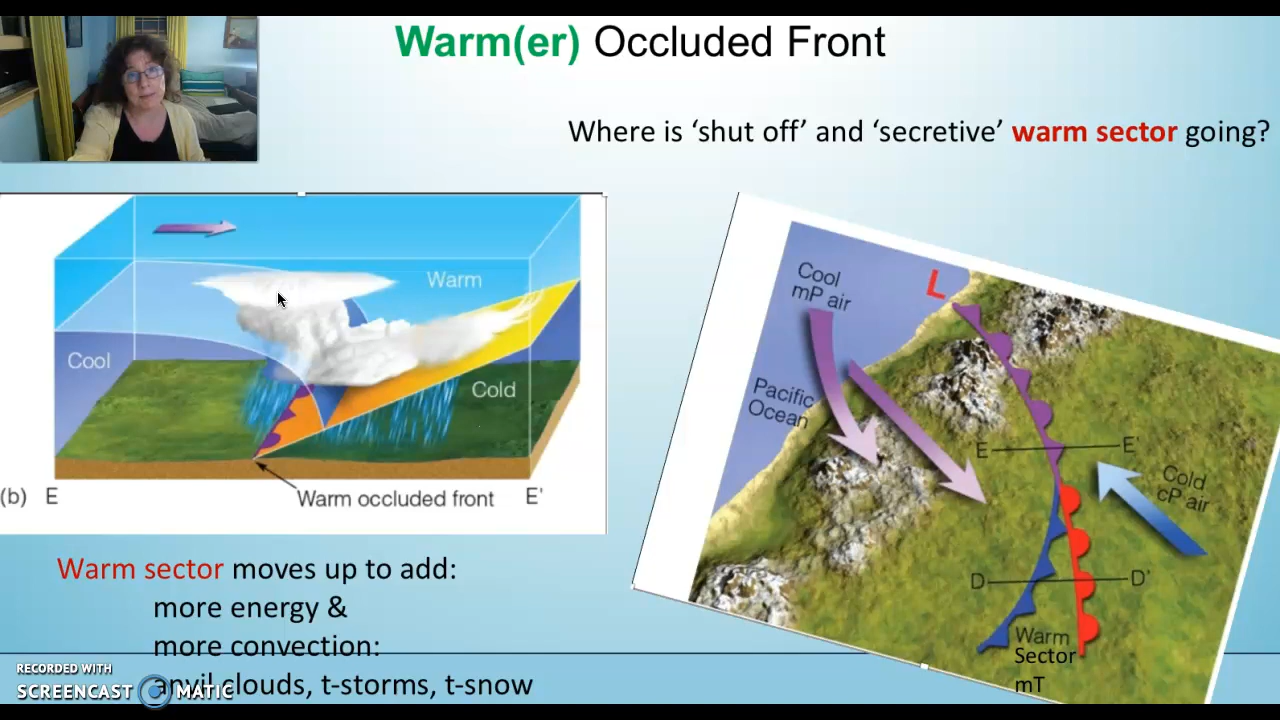 Warm(er) Occluded Front
Where is ‘shut off’ and ‘secretive’ warm sector going?
Warm
Cool
Cold
(b) E
Warm occluded front
E'
Warm sector moves up to add:
more energy &
more convection:
anvil clouds, t-storms, t-snow
RECORDED WITH
SCREENCAST MATIC
Cool
mP air
L
Pacific
Ocean
E
E'
Cold
cP air
D
D'
Warm
Sector
mT